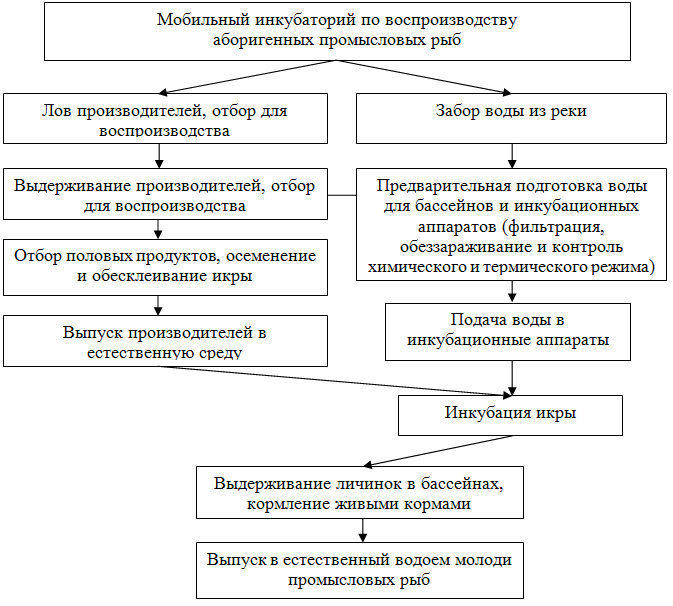 Мобильный инкубаторий по воспроизводству
аборигенных промысловых рыб
Лов производителей, отбор для
воспроизводства
Забор воды из реки
Выдерживание производителей, отбор
для воспроизводства
Предварительная подготовка воды
для бассейнов и инкубационных
аппаратов (фильтрация,
обеззараживание и контроль
химического и термического режима)
Отбор половых продуктов, осеменение
и обесклеивание икры
Выпуск производителей в
естественную среду
Подача воды в
инкубационные аппараты
Инкубация икры
Выдерживание личинок в бассейнах,
кормление живыми кормами
Выпуск в естественный водоем молоди
промысловых рыб